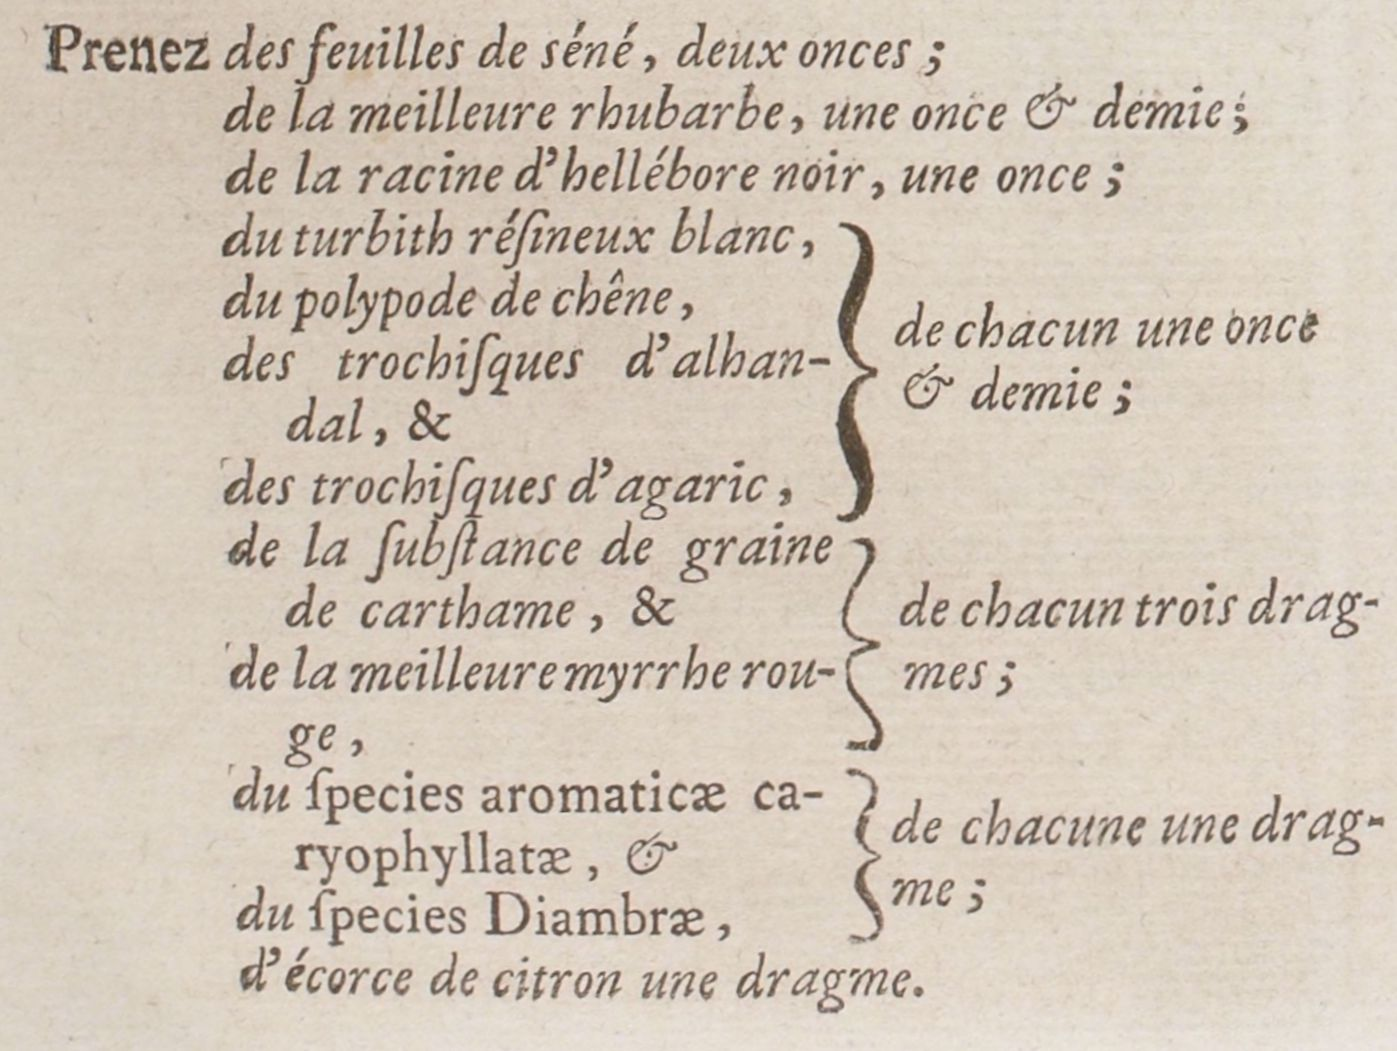 Prenez des feuilles de séné, deux onces;
de la meilleure rhubarbe, une once & demie;
de la racine d'hellébore noir, une once;
du turbith réſineux blanc,
du polypode de chêne,
des trochiſques d'alhan-
dal, &
des trochiſques d'agaric,
de chacun une once
& demie;
de la ſubſtance de graine
de carthame, &
de la meilleure myrrhe rou-
ge,
de chacun trois drag-
mes;
du ſpecies aromaticæ ca-
ryophyllatæ, &
du ſpecies Diambræ,
de chacune une drag-
me;
d'écorce de citron une dragme.